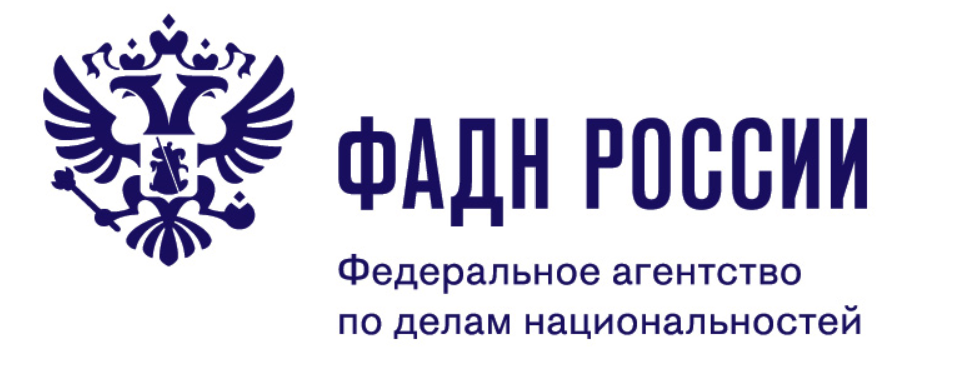 ФАДН РОССИИ
Федеральное агентство
по делам национальностей